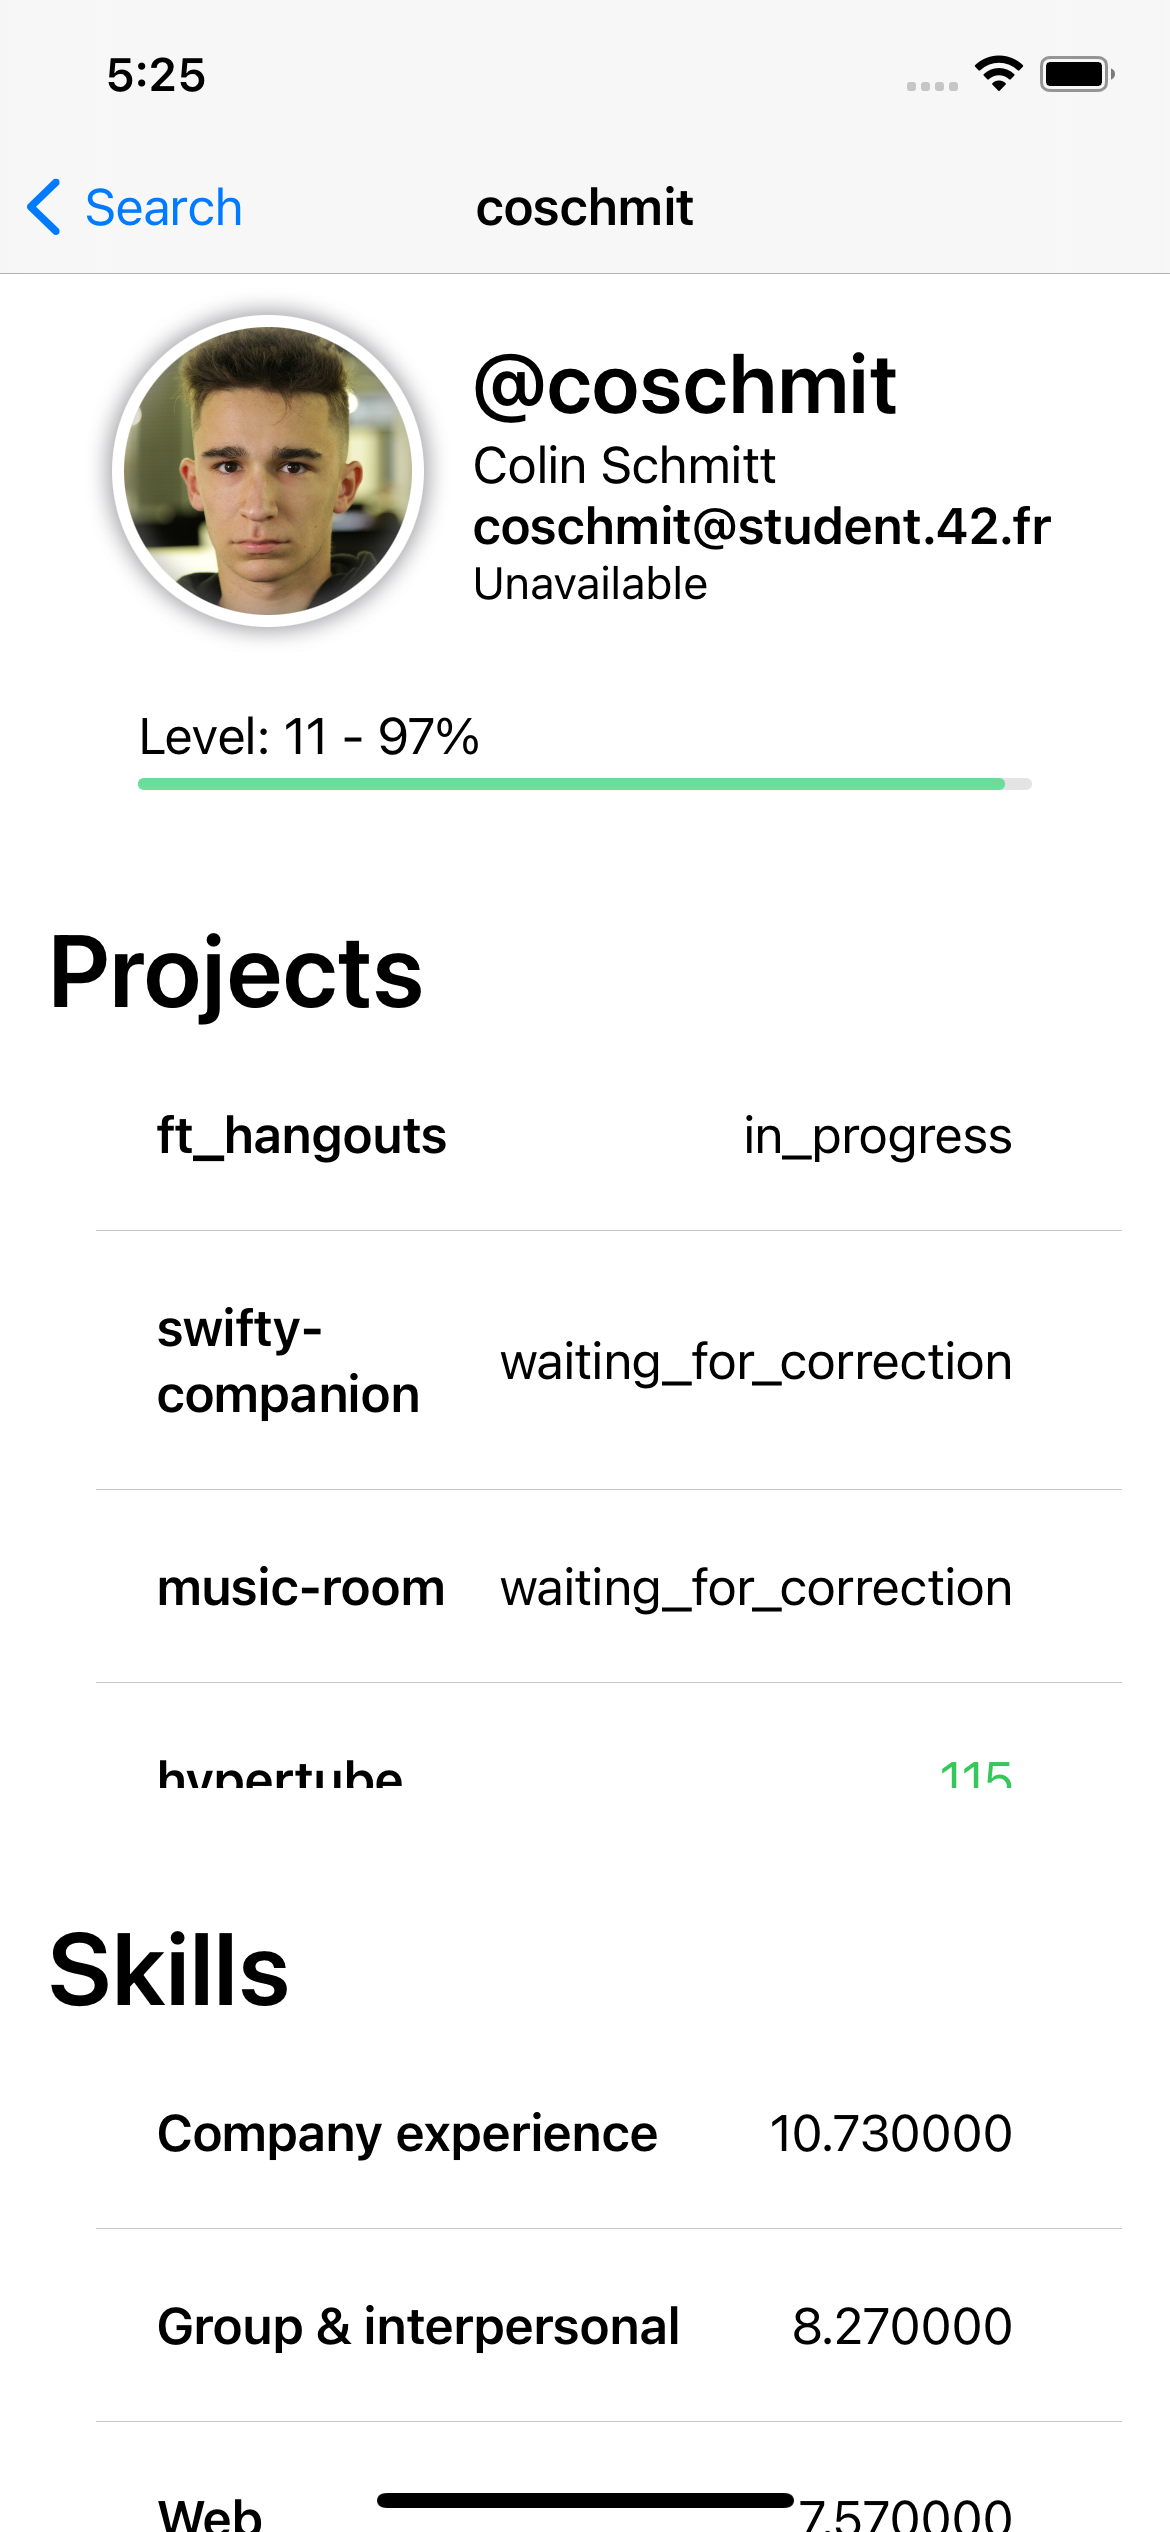 5:25
Search
coschmit
@coschmit
Colin Schmitt
coschmit@student.42.fr
Unavailable
Level: 11 - 97%
Projects
ft_hangouts in_progress
swifty-
companion waiting_for_correction
music-room waiting_for_correction
hypertube 115
Skills
Company experience 10.730000
Group & interpersonal 8.270000
Web 7.570000